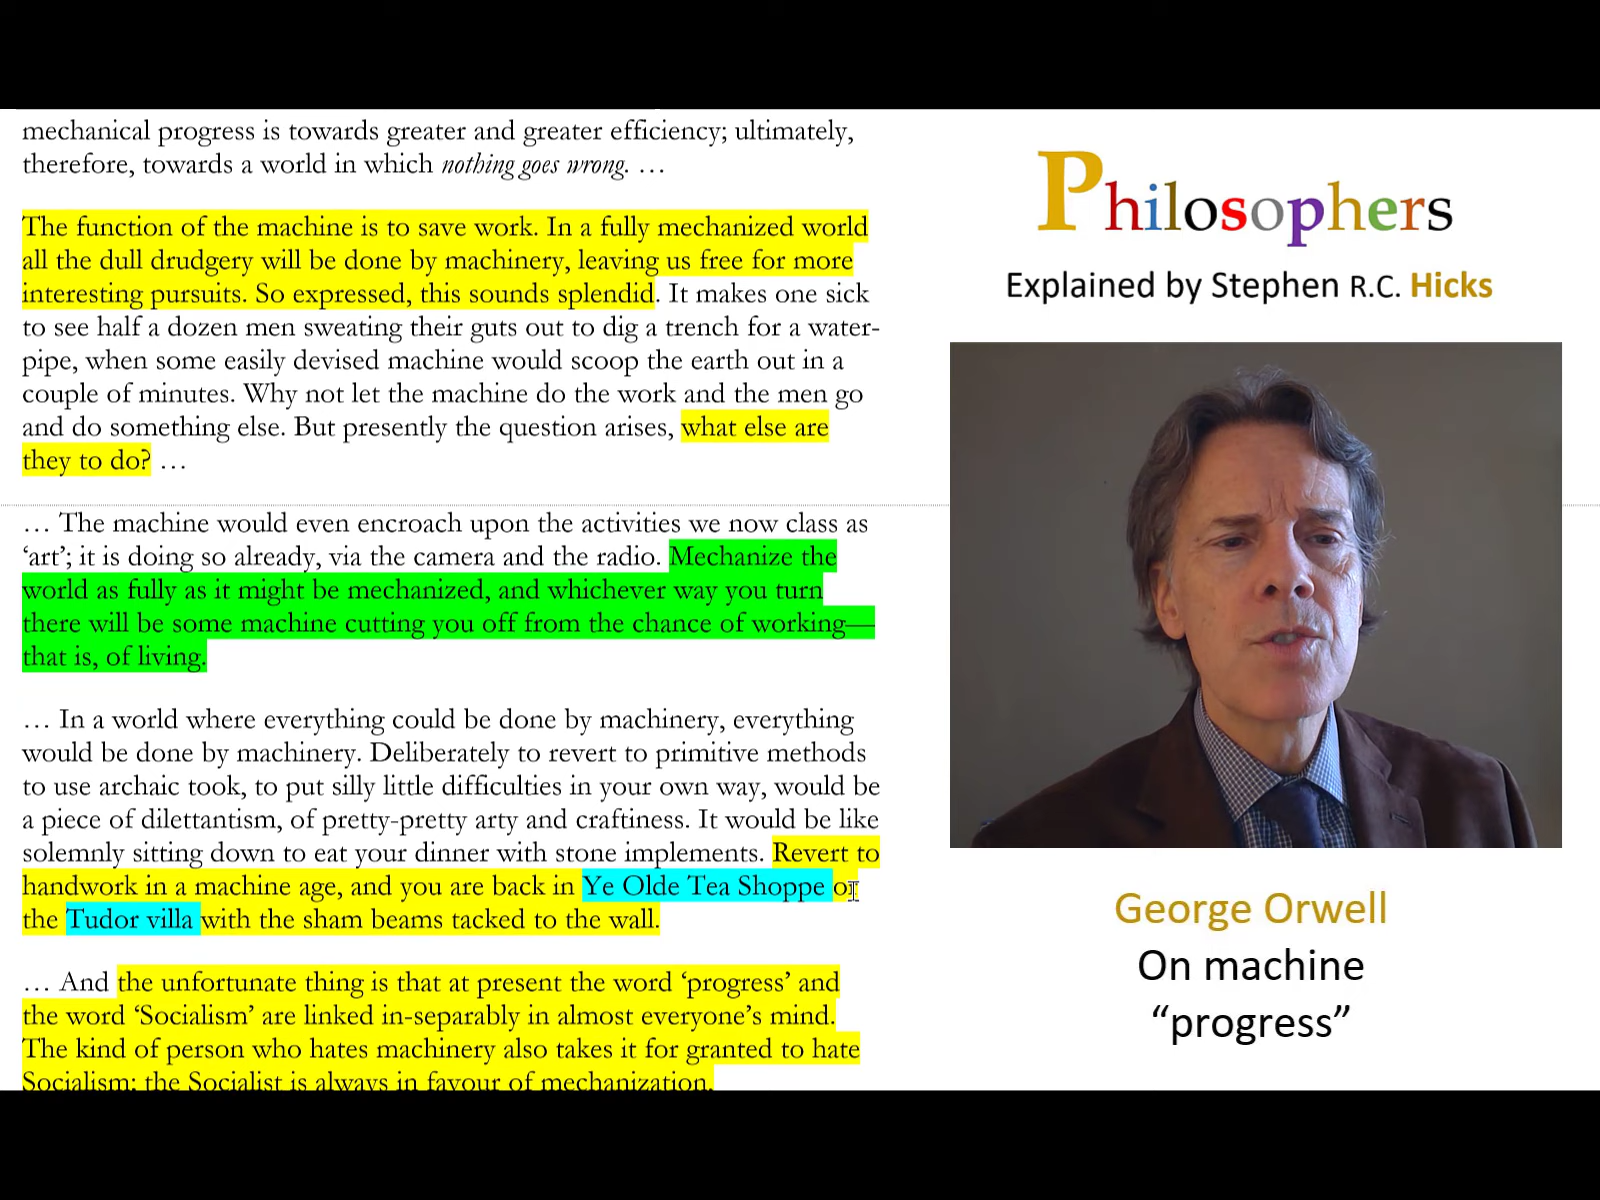 mechanical progress is towards greater and greater efficiency; ultimately,
therefore, towards a world in which nothing goes wrong. …
The function of the machine is to save work. In a fully mechanized world
all the dull drudgery will be done by machinery, leaving us free for more
interesting pursuits. So expressed, this sounds splendid. It makes one sick
to see half a dozen men sweating their guts out to dig a trench for a water-
pipe, when some easily devised machine would scoop the earth out in a
couple of minutes. Why not let the machine do the work and the men go
and do something else. But presently the question arises, what else are
they to do? …
… The machine would even encroach upon the activities we now class as
‘art’; it is doing so already, via the camera and the radio. Mechanize the
world as fully as it might be mechanized, and whichever way you turn
there will be some machine cutting you off from the chance of working—
that is, of living.
… In a world where everything could be done by machinery, everything
would be done by machinery. Deliberately to revert to primitive methods
to use archaic took, to put silly little difficulties in your own way, would be
a piece of dilettantism, of pretty-pretty arty and craftiness. It would be like
solemnly sitting down to eat your dinner with stone implements. Revert to
handwork in a machine age, and you are back in Ye Olde Tea Shoppe or
the Tudor villa with the sham beams tacked to the wall.
… And the unfortunate thing is that at present the word ‘progress’ and
the word ‘Socialism’ are linked in-separably in almost everyone’s mind.
The kind of person who hates machinery also takes it for granted to hate
Socialism; the Socialist is always in favour of mechanization,
Philosophers
Explained by Stephen R.C. Hicks
George Orwell
On machine
“progress”